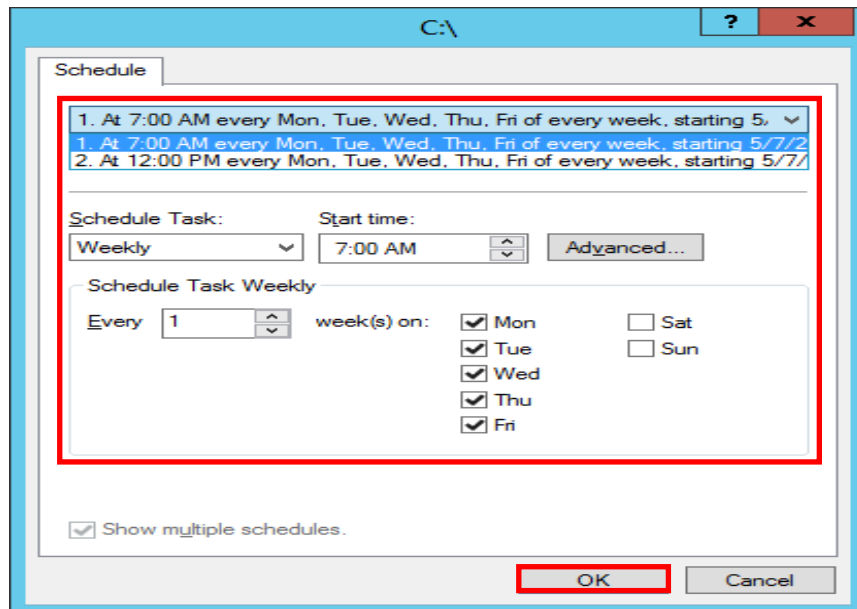 C:\
?
x
Schedule
1. At 7:00 AM every Mon, Tue, Wed, Thu, Fri of every week, starting 5/
1. At 7:00 AM every Mon, Tue, Wed, Thu, Fri of every week, starting 5/7/2
2. At 12:00 PM every Mon, Tue, Wed, Thu, Fri of every week, starting 5/7/
Schedule Task: Start time:
Weekly 7:00 AM Advanced...
Schedule Task Weekly
Every 1 week(s) on: Mon Sat
Tue Sun
Wed
Thu
Fri
Show multiple schedules.
OK Cancel